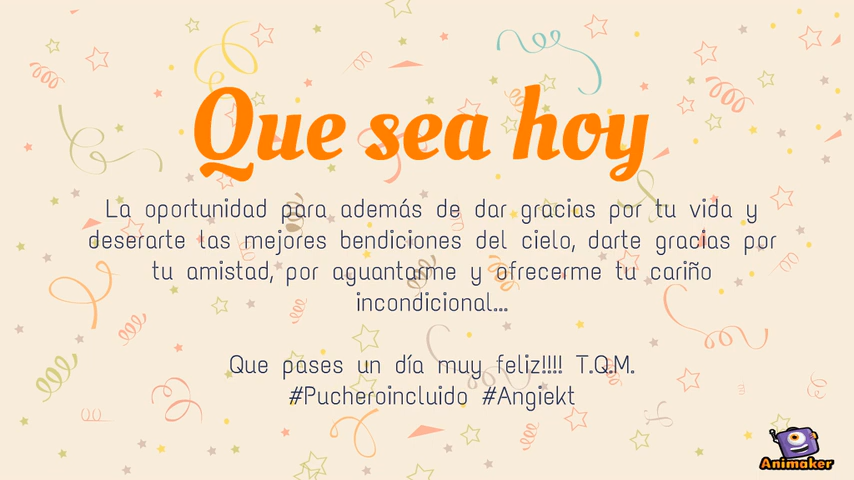 Que sea hoy
La oportunidad para además de dar gracias por tu vida y
deserarte las mejores bendiciones del cielo, darte gracias por
tu amistad, por aguantarme y ofrecerme tu cariño
incondicional...
Que pases un día muy feliz!!!! T.Q.M.
#Pucheroincluido #Angiekt
Animaker